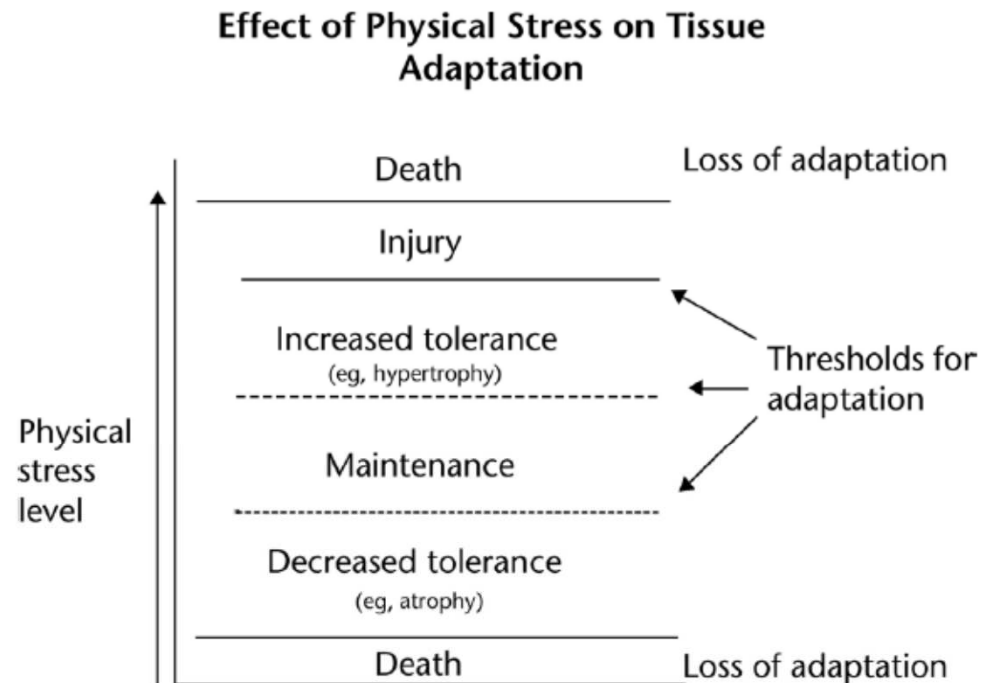 Effect of Physical Stress on Tissue
Adaptation
Death
Loss of adaptation
Injury
Increased tolerance
(eg, hypertrophy)
Thresholds for
adaptation
Physical
stress
level
Maintenance
Decreased tolerance
(eg, atrophy)
Death
Loss of adaptation